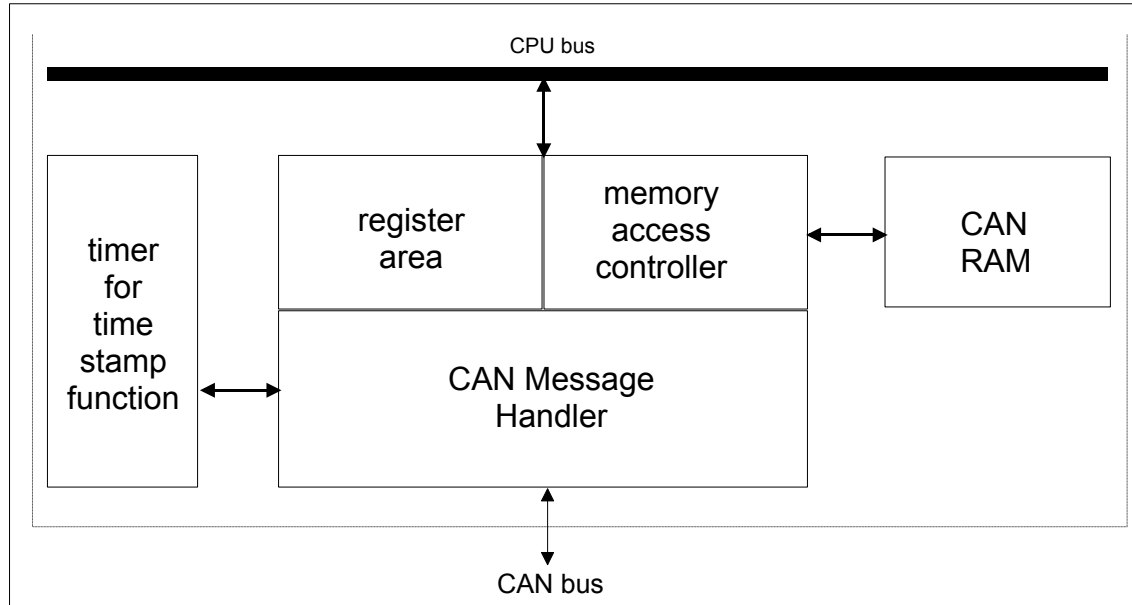 CPU bus
timer
for
time
stamp
function
register
area
memory
access
controller
CAN
RAM
CAN Message
Handler
CAN bus